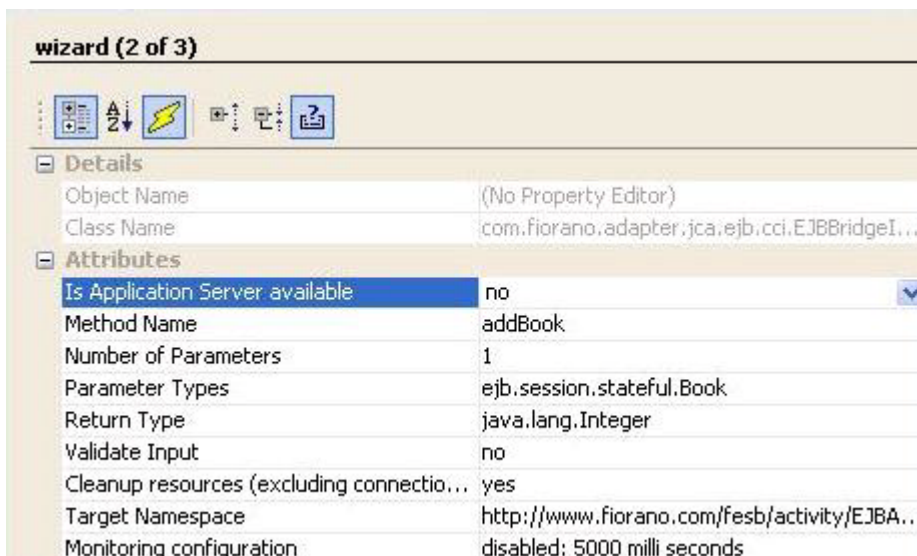 wizard (2 of 3)
Details
Object Name (No Property Editor)
Class Name com.fiorano.adapter.jca.ejb.cci.EJBBridgeI...
Attributes
Is Application Server available no
Method Name addBook
Number of Parameters 1
Parameter Types ejb.session.stateful.Book
Return Type java.lang.Integer
Validate Input no
Cleanup resources (excluding connectio... yes
Target Namespace http://www.fiorano.com/fesb/activity/EJBA...
Monitoring configuration disabled; 5000 milli seconds